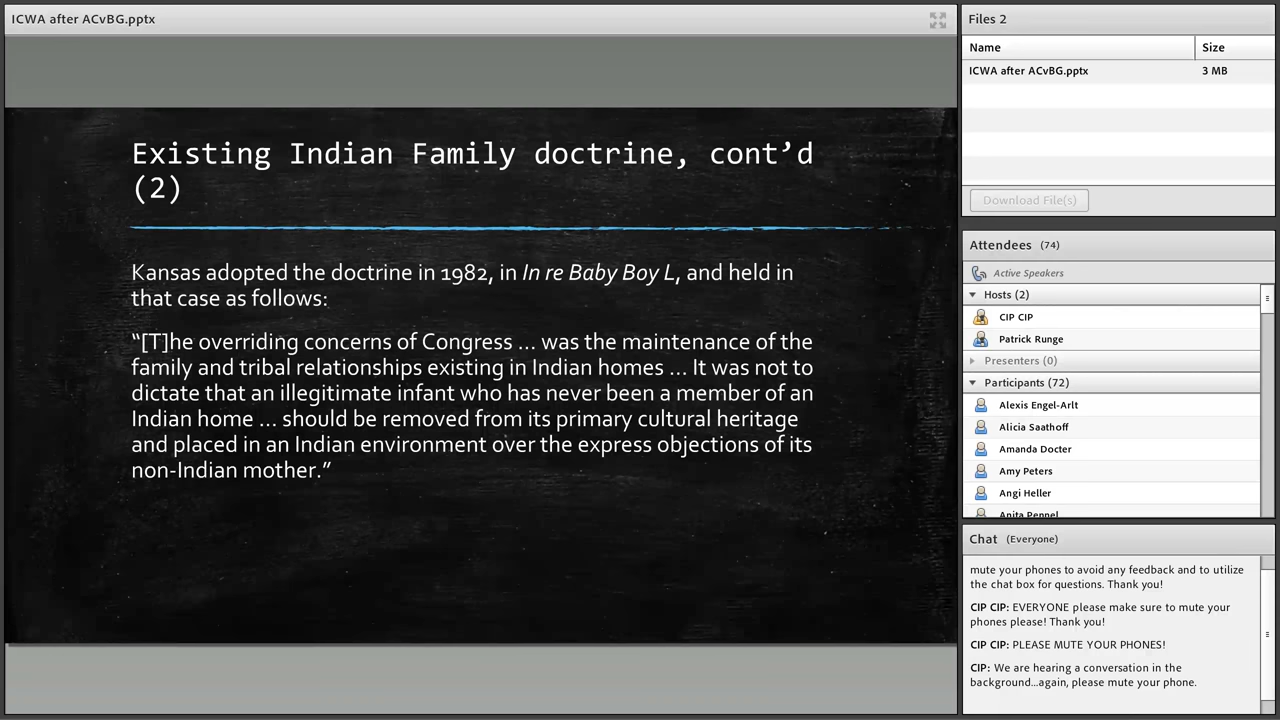 ICWA after ACvBG.pptx
Existing Indian Family doctrine, cont’d
(2)
Kansas adopted the doctrine in 1982, in In re Baby Boy L, and held in
that case as follows:
“[T]he overriding concerns of Congress … was the maintenance of the
family and tribal relationships existing in Indian homes … It was not to
dictate that an illegitimate infant who has never been a member of an
Indian home … should be removed from its primary cultural heritage
and placed in an Indian environment over the express objections of its
non-Indian mother.”
Files 2
Name Size
ICWA after ACvBG.pptx 3 MB
Download File(s)
Attendees (74)
Active Speakers
Hosts (2)
CIP CIP
Patrick Runge
Presenters (0)
Participants (72)
Alexis Engel-Arlt
Alicia Saathoff
Amanda Docter
Amy Peters
Angi Heller
Anita Pennel
Chat (Everyone)
mute your phones to avoid any feedback and to utilize
the chat box for questions. Thank you!
CIP CIP: EVERYONE please make sure to mute your
phones please! Thank you!
CIP CIP: PLEASE MUTE YOUR PHONES!
CIP: We are hearing a conversation in the
background...again, please mute your phone.